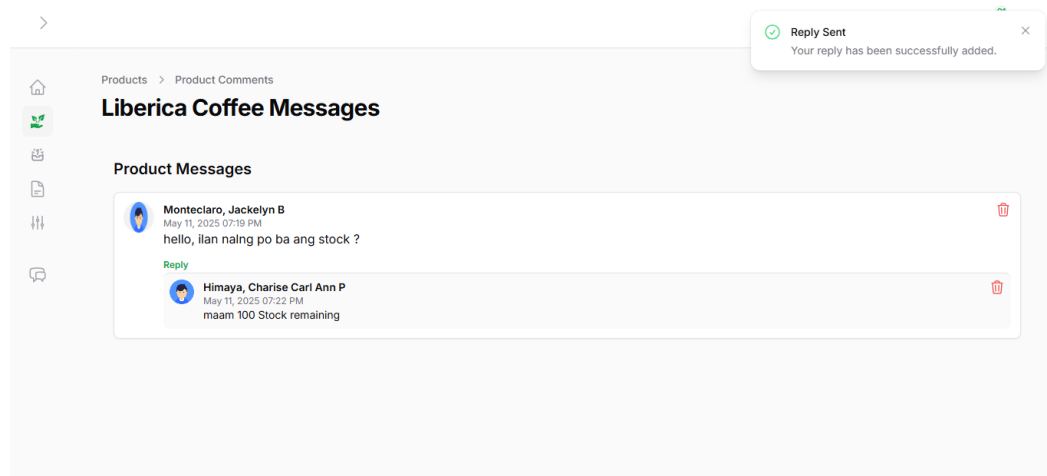 Reply Sent
Your reply has been successfully added.
Products > Product Comments
Liberica Coffee Messages
Product Messages
Monteclaro, Jackelyn B
May 11, 2025 07:19 PM
hello, ilan nalng po ba ang stock ?
Reply
Himaya, Charise Carl Ann P
May 11, 2025 07:22 PM
maam 100 Stock remaining